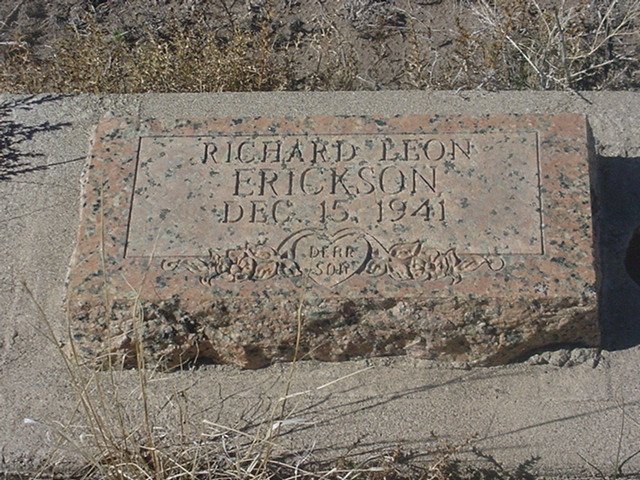 RICHARD LEON
ERICKSON
DEC. 15, 1941
DEAR
SON